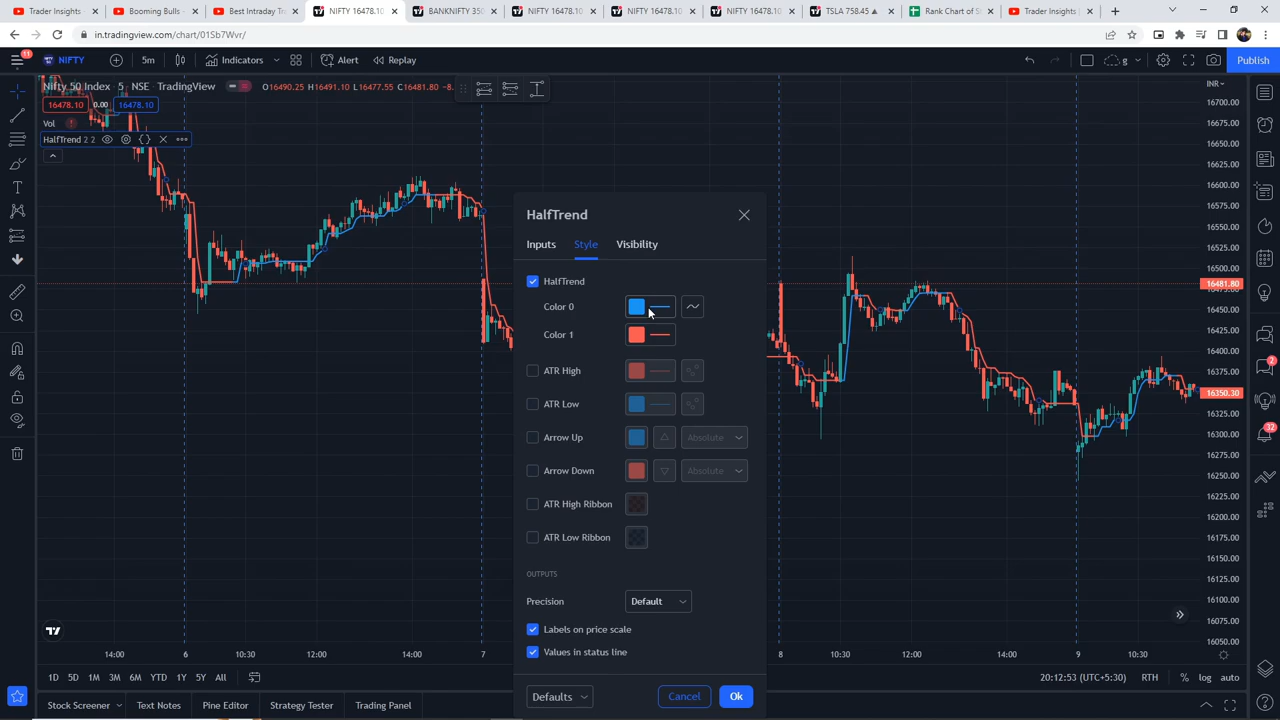 Trader Insights
Booming Bulls -
Best Intraday Tr
NIFTY 16478.10
BANKNIFTY 350
NIFTY 16478.10
NIFTY 16478.10
NIFTY 16478.10
TSLA 758.45 ▲
Rank Chart of S
Trader Insights |
in.tradingview.com/chart/01Sb7Wvr/
11
NIFTY
5m
Indicators
Alert
Replay
g
Publish
Nifty 50 Index 5 NSE TradingView
O16490.25 H16491.10 L16477.55 C16481.80 -8.
16478.10 0.00 16478.10
Vol
HalfTrend 2 2
INR
16700.00
16675.00
16650.00
16625.00
16600.00
16575.00
16550.00
16525.00
16500.00
16481.80
16450.00
16425.00
16400.00
16375.00
16350.30
16325.00
16300.00
16275.00
16250.00
16225.00
16200.00
16175.00
16150.00
16125.00
16100.00
16075.00
16050.00
HalfTrend
Inputs
Style
Visibility
HalfTrend
Color 0
Color 1
ATR High
ATR Low
Arrow Up
Absolute
Arrow Down
Absolute
ATR High Ribbon
ATR Low Ribbon
OUTPUTS
Precision
Default
Labels on price scale
Values in status line
Defaults
Cancel
Ok
2
32
14:00
6
10:30
12:00
14:00
7
8
10:30
12:00
14:00
9
10:30
1D
5D
1M
3M
6M
YTD
1Y
5Y
All
20:12:53 (UTC+5:30)
RTH
%
log
auto
Stock Screener
Text Notes
Pine Editor
Strategy Tester
Trading Panel